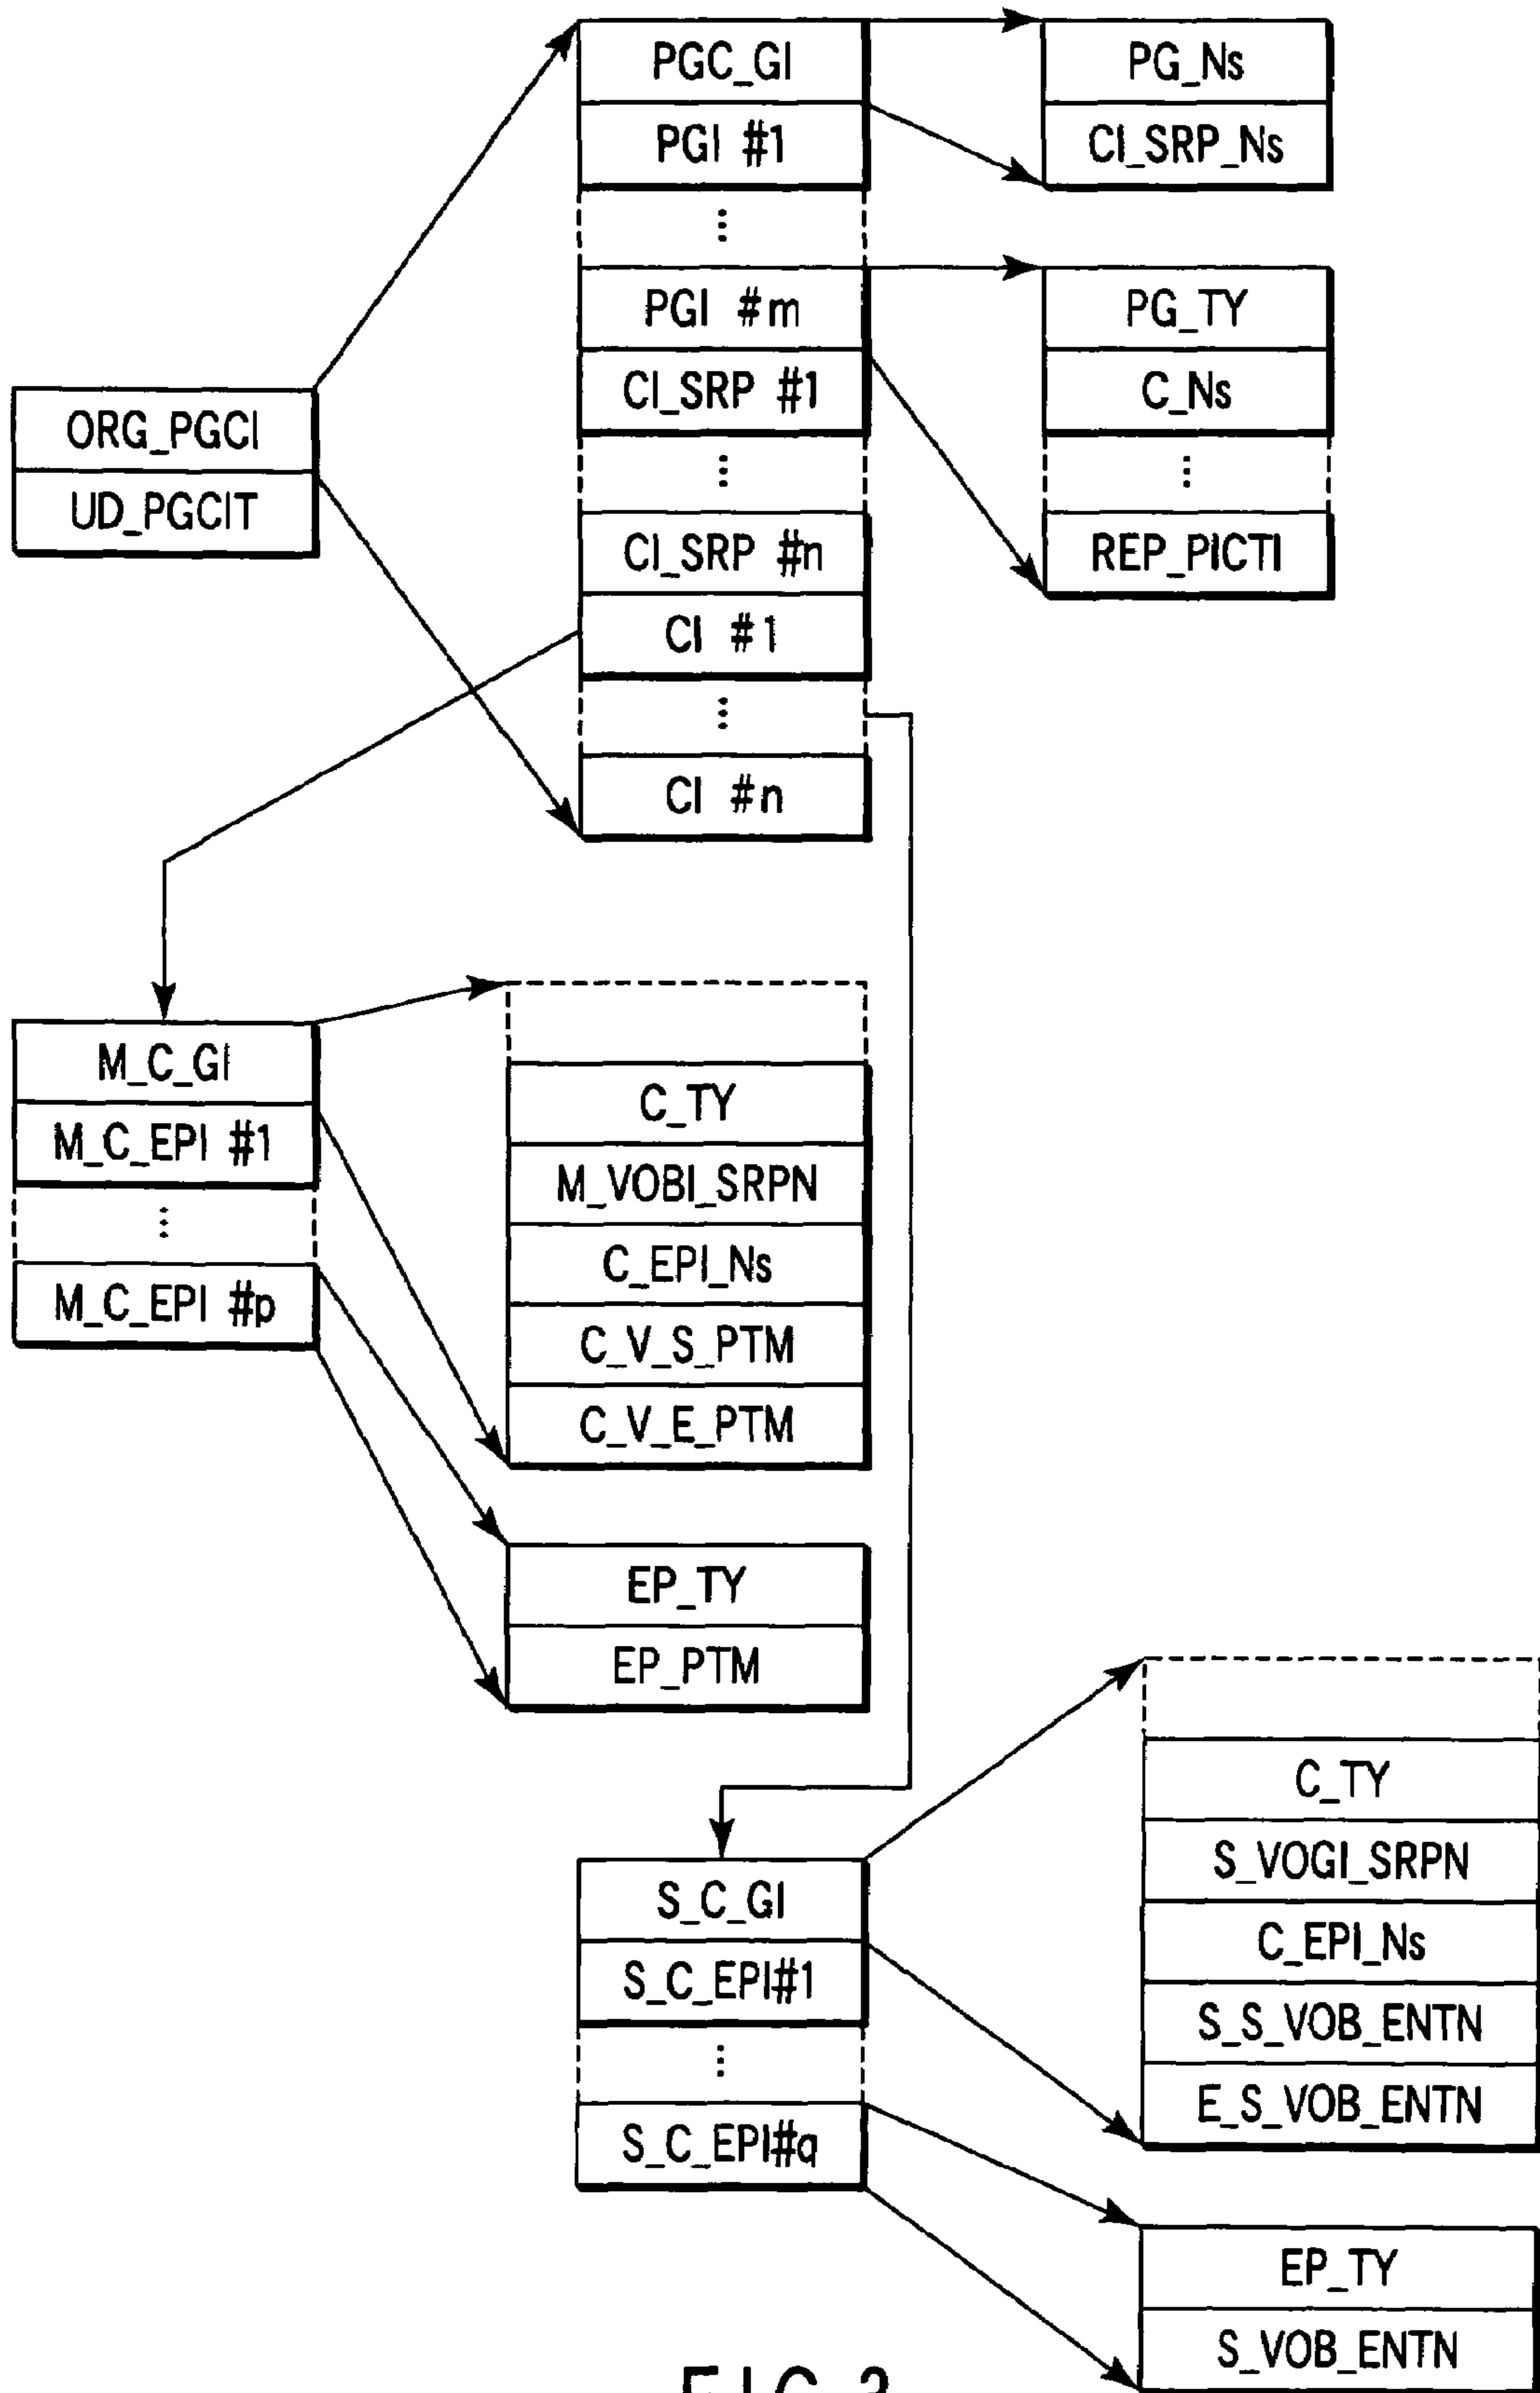 PGC_GI
PGI #1
⋮
PGI #m
CI_SRP #1
⋮
CI_SRP #n
CI #1
⋮
CI #n
PG_Ns
CI_SRP_Ns
PG_TY
C_Ns
⋮
REP_PICTI
ORG_PGCI
UD_PGCIT
M_C_GI
M_C_EPI #1
⋮
M_C_EPI #p
C_TY
M_VOBI_SRPN
C_EPI_Ns
C_V_S_PTM
C_V_E_PTM
EP_TY
EP_PTM
S_C_GI
S_C_EPI#1
⋮
S_C_EPI#q
C_TY
S_VOGI_SRPN
C_EPI_Ns
S_S_VOB_ENTN
E_S_VOB_ENTN
EP_TY
S_VOB_ENTN
FIG. 3